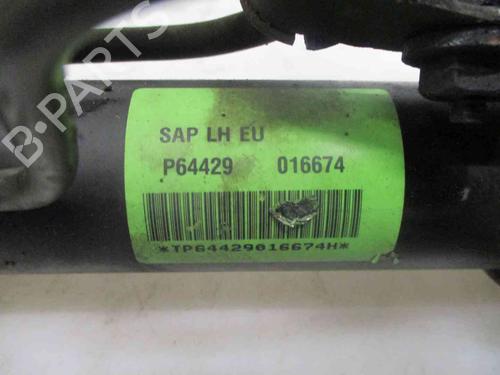 B-PARTS
SAP LH EU
P64429 016674
*TP64429016674H*